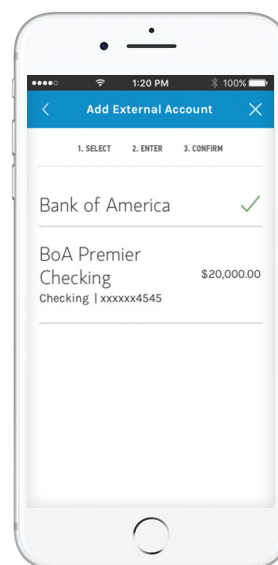 1:20 PM
100%
Add External Account
1. SELECT 2. ENTER 3. CONFIRM
Bank of America
BoA Premier
Checking
$20,000.00
Checking | xxxxxx4545